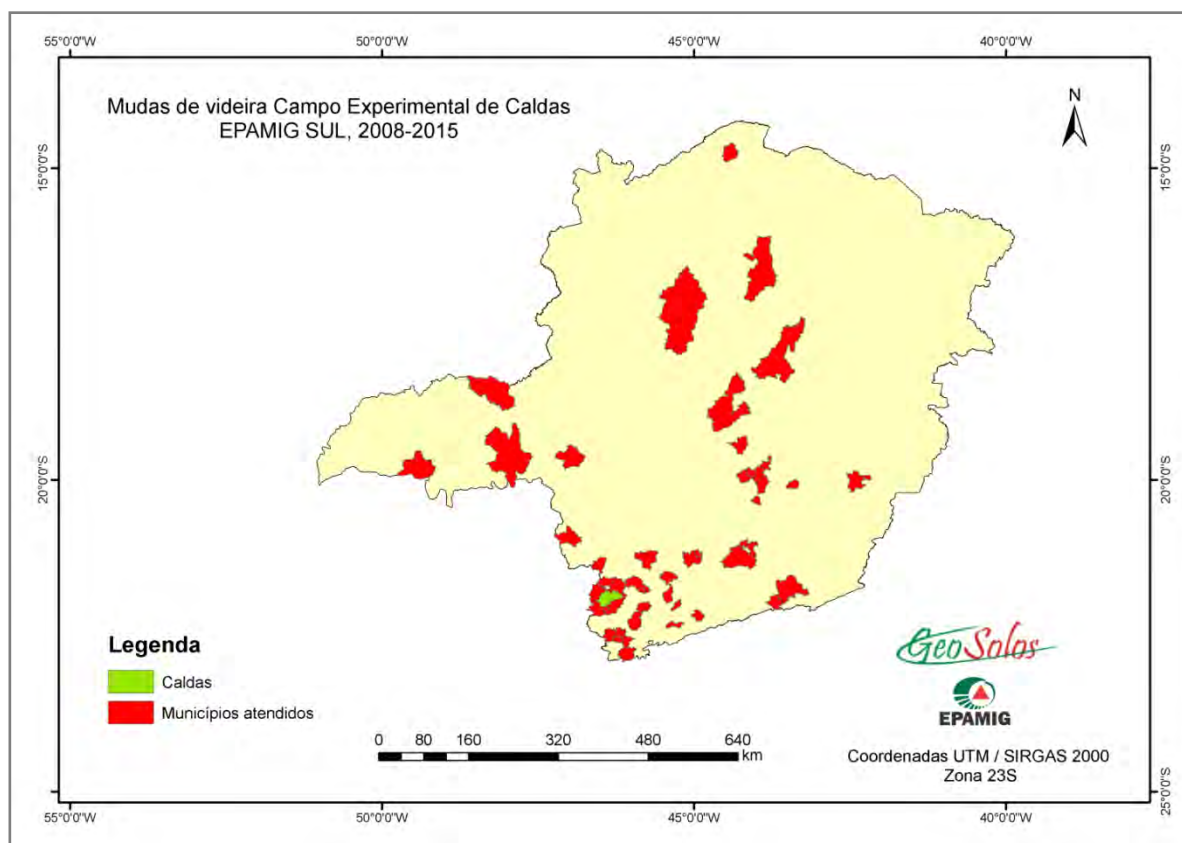 55°0'0"W 50°0'0"W 45°0'0"W 40°0'0"W
Mudas de videira Campo Experimental de Caldas
EPAMIG SUL, 2008-2015
N
15°0'0"S 15°0'0"S
20°0'0"S 20°0'0"S
Legenda
Caldas
Municípios atendidos
0 80 160 320 480 640
km
GeoSolos
EPAMIG
Coordenadas UTM / SIRGAS 2000
Zona 23S
25°0'0"S
55°0'0"W 50°0'0"W 45°0'0"W 40°0'0"W